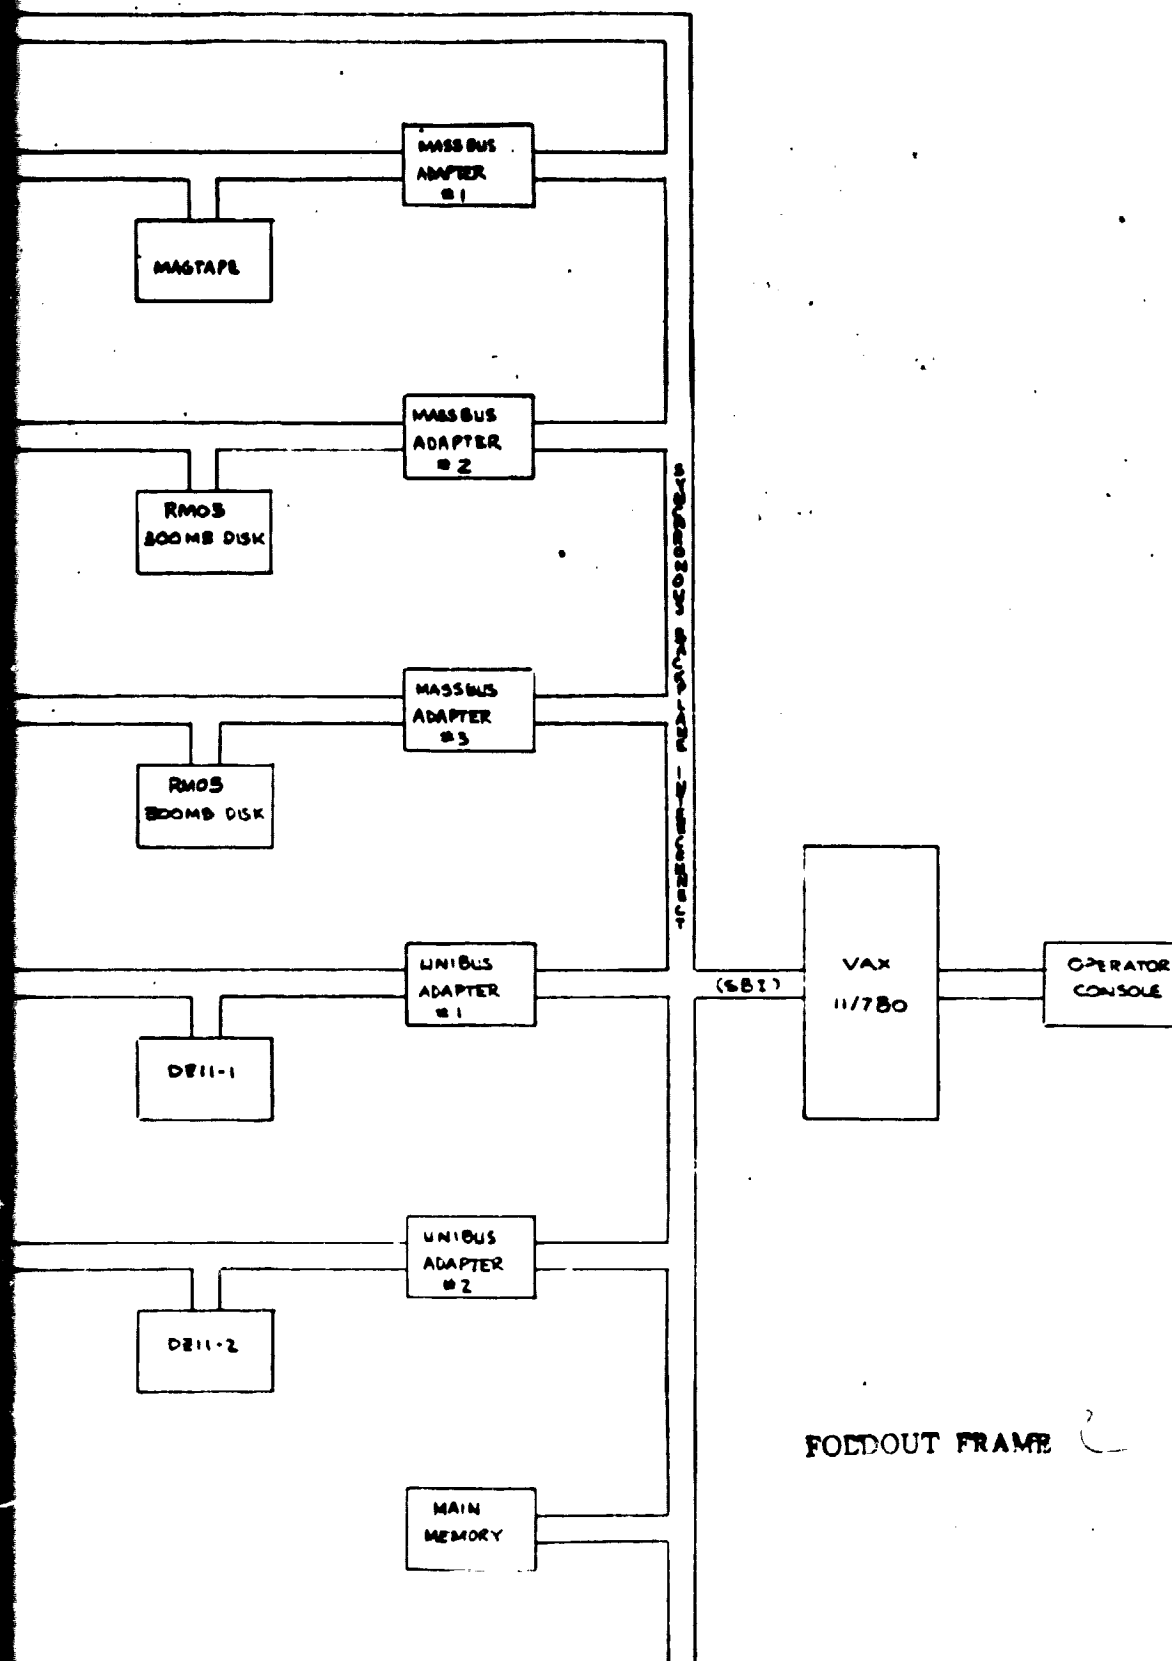 MASSBUS
ADAPTER
#1
MAGTAPE
MASSBUS
ADAPTER
#2
RM05
300MB DISK
SYNCHRONOUS BACKPLANE INTERCONNECT
MASSBUS
ADAPTER
#3
RM05
300MB DISK
UNIBUS
ADAPTER
#1
(SBI)
VAX
11/780
OPERATOR
CONSOLE
DZ11-1
UNIBUS
ADAPTER
#2
DZ11-2
FOLDOUT FRAME
MAIN
MEMORY